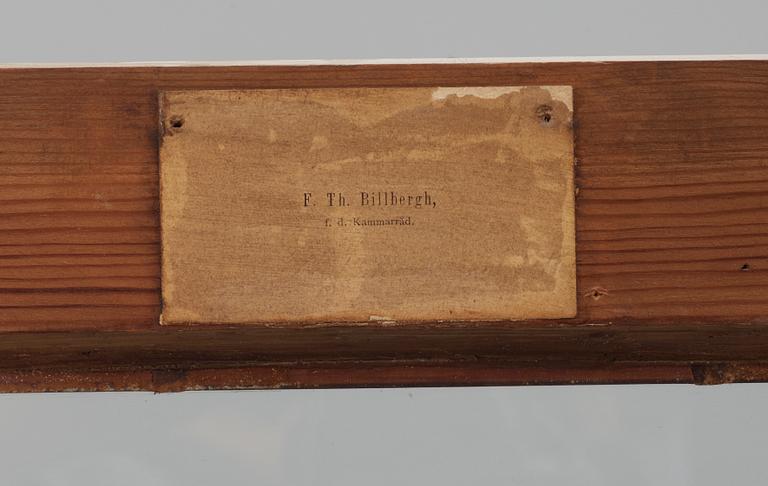 F. Th. Billbergh,
f. d. Kammarråd.